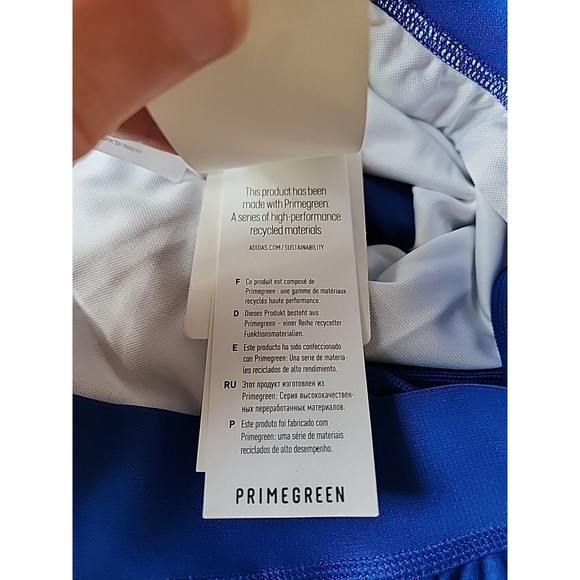 This product has been
made with Primegreen:
A series of high-performance
recycled materials.
ADIDAS.COM/SUSTAINABILITY
F Ce produit est composé de
Primegreen : une gamme de matériaux
recyclés haute performance.
D Dieses Produkt besteht aus
Primegreen – einer Reihe recycelter
Funktionsmaterialien.
E Este producto ha sido confeccionado
con Primegreen: Una serie de materia-
les reciclados de alto rendimiento.
RU Этот продукт изготовлен из
Primegreen: Серия высококачествен-
ных переработанных материалов.
P Este produto foi fabricado com
Primegreen: uma série de materiais
reciclados de alto desempenho.
PRIMEGREEN